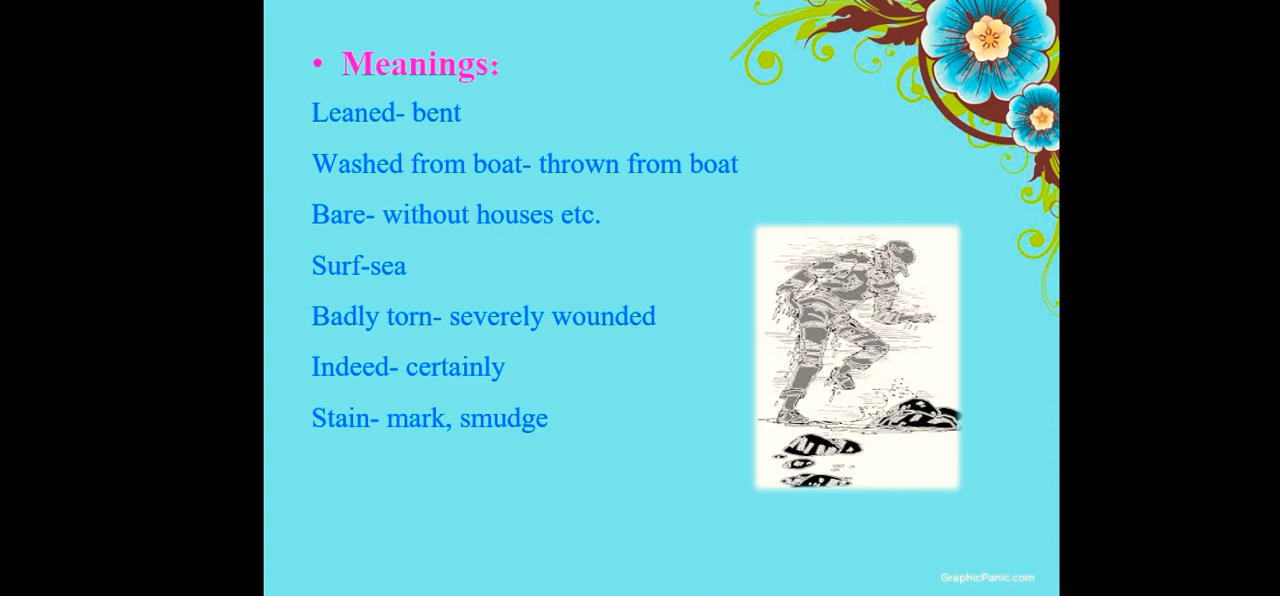 • Meanings:
Leaned- bent
Washed from boat- thrown from boat
Bare- without houses etc.
Surf-sea
Badly torn- severely wounded
Indeed- certainly
Stain- mark, smudge
GraphicPanic.com